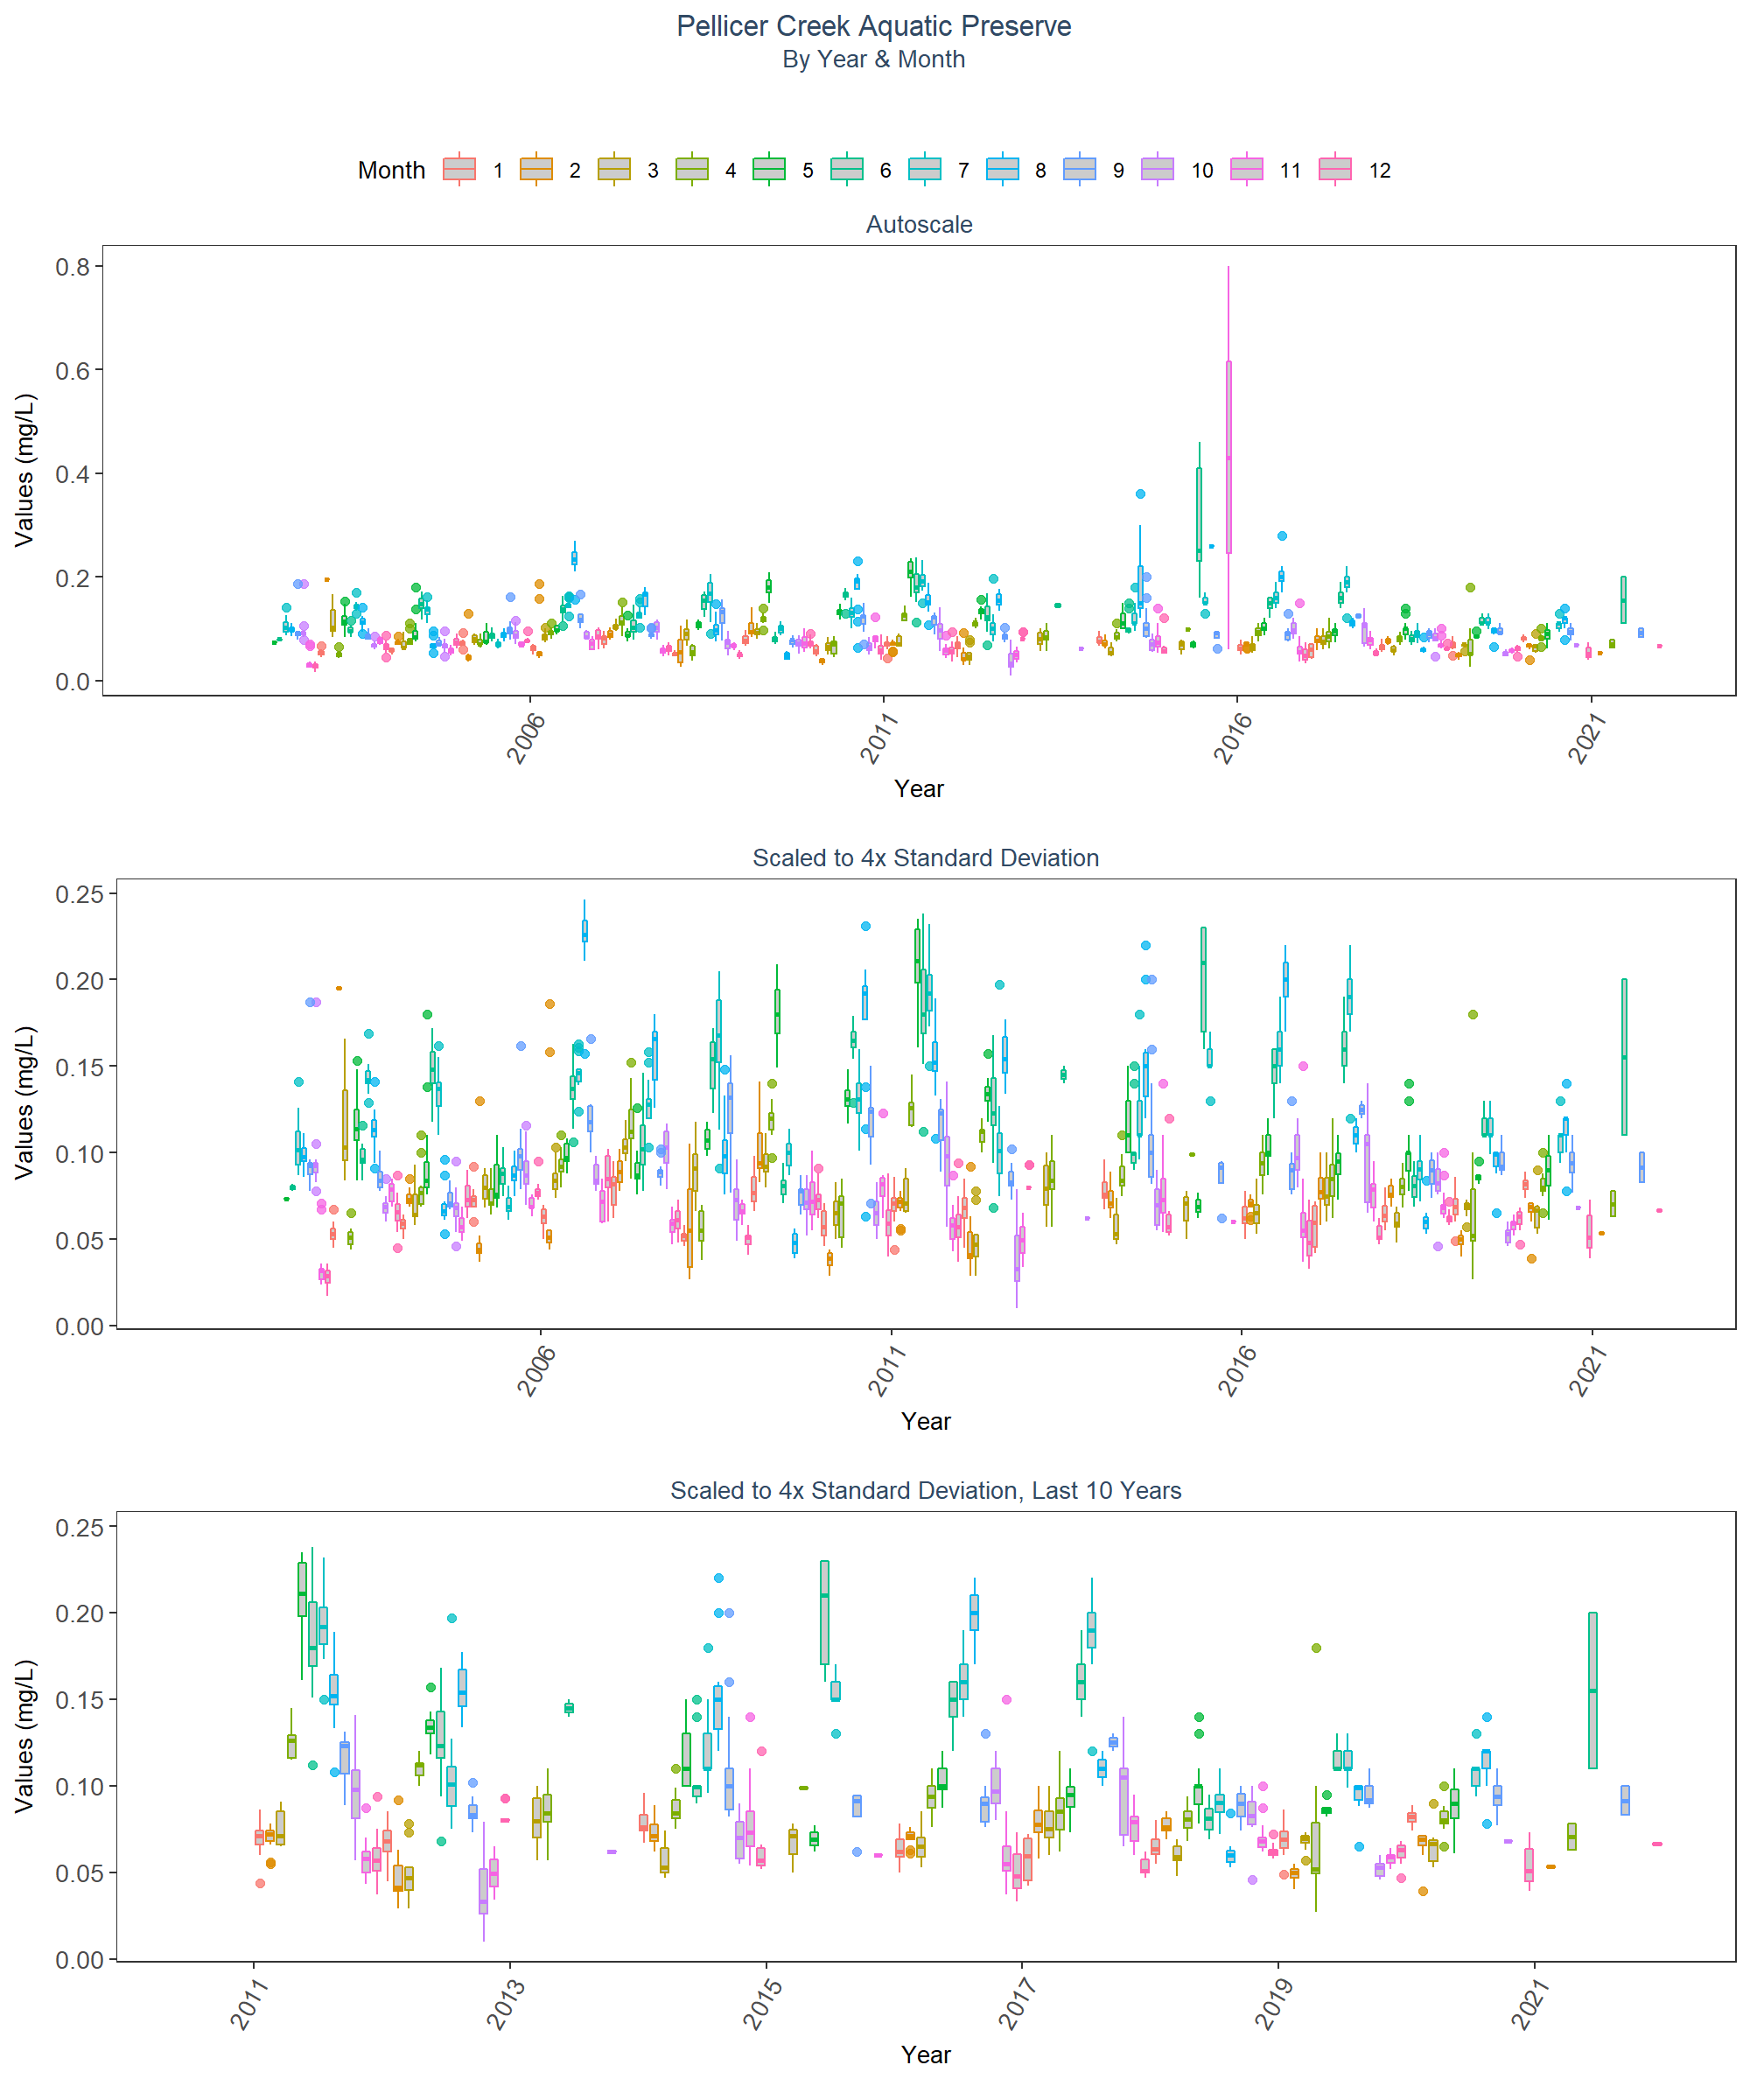 Pellicer Creek Aquatic Preserve
By Year & Month
Month 1 2 3 4 5 6 7 8 9 10 11 12
Autoscale
Values (mg/L)
0.8
0.6
0.4
0.2
0.0
2006 2011 2016 2021
Year
Scaled to 4x Standard Deviation
Values (mg/L)
0.25
0.20
0.15
0.10
0.05
0.00
2006 2011 2016 2021
Year
Scaled to 4x Standard Deviation, Last 10 Years
Values (mg/L)
0.25
0.20
0.15
0.10
0.05
0.00
2011 2013 2015 2017 2019 2021
Year